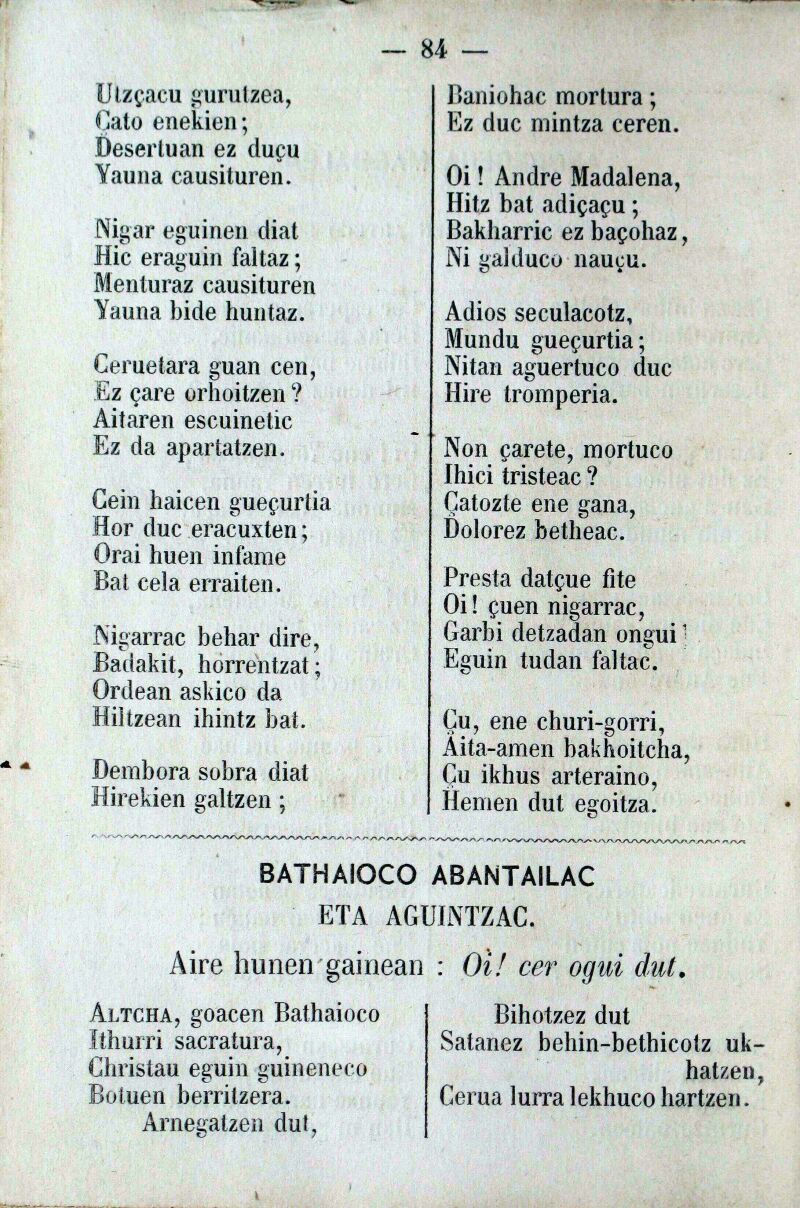 — 84 —
Utzçacu gurutzea,
Çato enekien;
Desertuan ez duçu
Yauna causituren.
Nigar eguinen diat
Hic eraguin faltaz;
Menturaz causituren
Yauna bide huntaz.
Ceruetara guan cen,
Ez çare orhoitzen?
Aitaren escuinetic
Ez da apartatzen.
Cein haicen gueçurtia
Hor duc eracuxten;
Orai huen infame
Bat cela erraiten.
Nigarrac behar dire,
Badakit, horrentzat;
Ordean askico da
Hiltzean ihintz bat.
Dembora sobra diat
Hirekien galtzen;
Baniohac mortura;
Ez duc mintza ceren.
Oi! Andre Madalena,
Hitz bat adiçaçu;
Bakharric ez baçohaz,
Ni galduco nauçu.
Adios seculacotz,
Mundu gueçurtia;
Nitan aguertuco duc
Hire tromperia.
Non çarete, mortuco
Ihici tristeac?
Çatozte ene gana,
Dolorez betheac.
Presta datçue fite
Oi! çuen nigarrac,
Garbi detzadan ongui
Eguin tudan faltac.
Çu, ene churi-gorri,
Aita-amen bakhoitcha,
Çu ikhus arteraino,
Hemen dut egoitza.
BATHAIOCO ABANTAILAC
ETA AGUINTZAC.
Aire hunen gainean : Oi! cer ogui dut.
ALTCHA, goacen Bathaioco
Ithurri sacratura,
Christau eguin guineneco
Botuen berritzera.
Arnegatzen dut,
Bihotzez dut
Satanez behin-bethicotz uk-
hatzen,
Cerua lurra lekhuco hartzen.